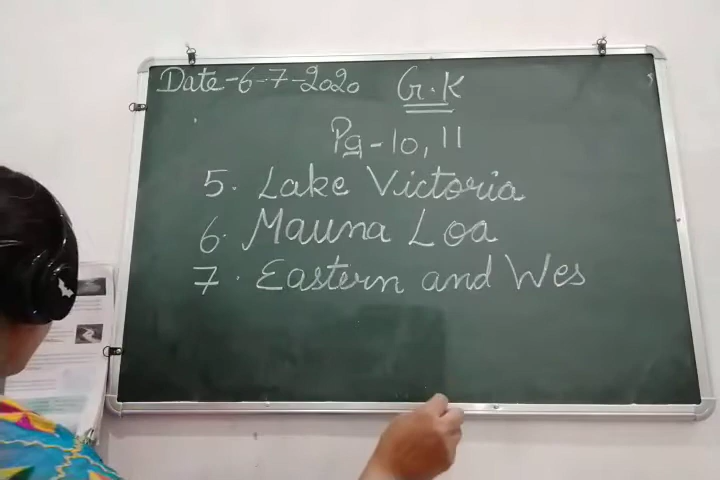 Date-6-7-2020 G.K
Pg-10, 11
5. Lake Victoria
6. Mauna Loa
7. Eastern and Wes